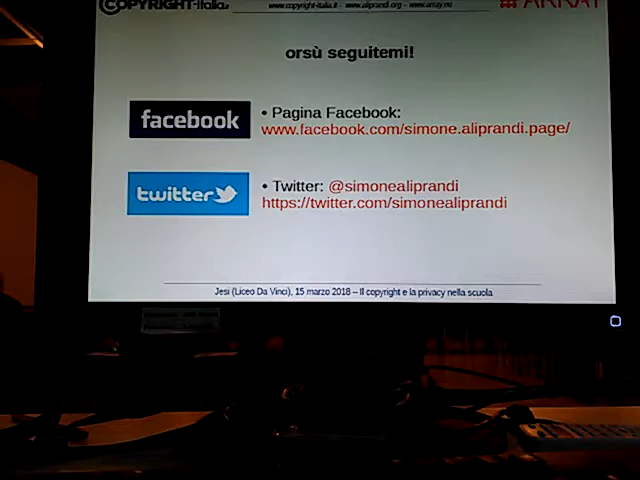 COPYRIGHT-Italia.it www.copyright-italia.it - www.aliprandi.org – www.array.eu ARRAY
orsù seguitemi!
facebook
• Pagina Facebook:
www.facebook.com/simone.aliprandi.page/
twitter
• Twitter: @simonealiprandi
https://twitter.com/simonealiprandi
Jesi (Liceo Da Vinci), 15 marzo 2018 – Il copyright e la privacy nella scuola